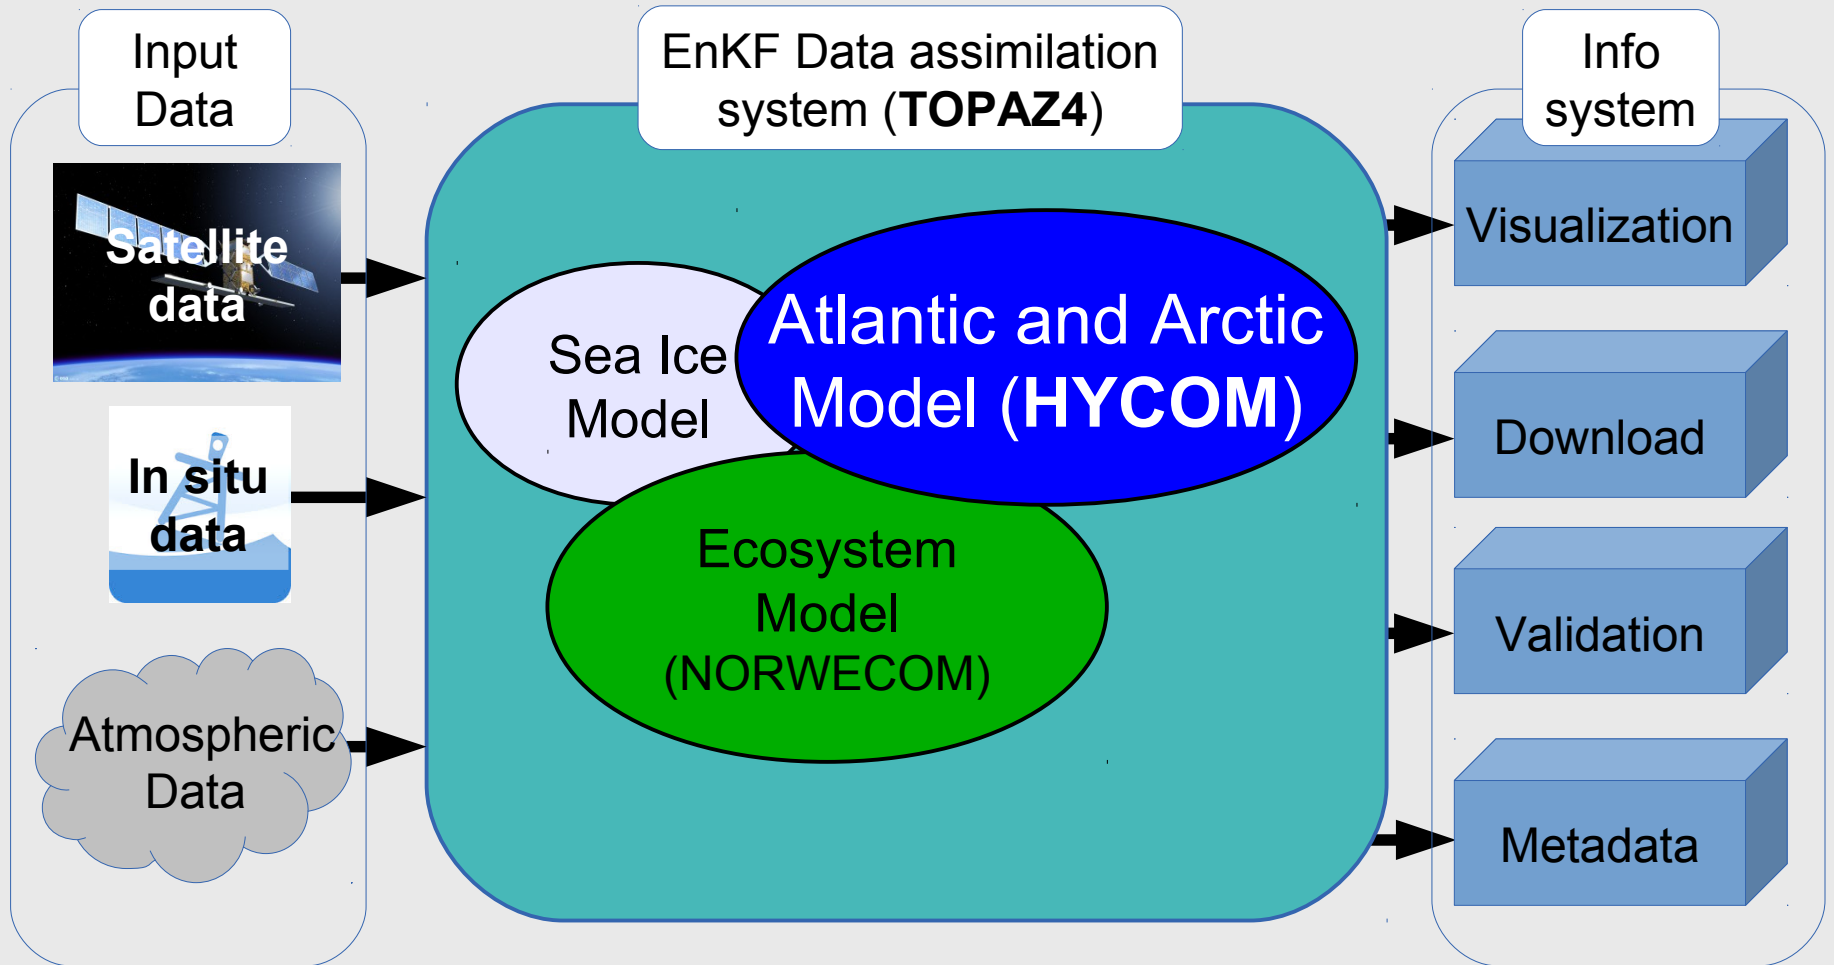 Input
Data
Satellite
data
In situ
data
Atmospheric
Data
EnKF Data assimilation
system (TOPAZ4)
Sea Ice
Model
Atlantic and Arctic
Model (HYCOM)
Ecosystem
Model
(NORWECOM)
Info
system
Visualization
Download
Validation
Metadata